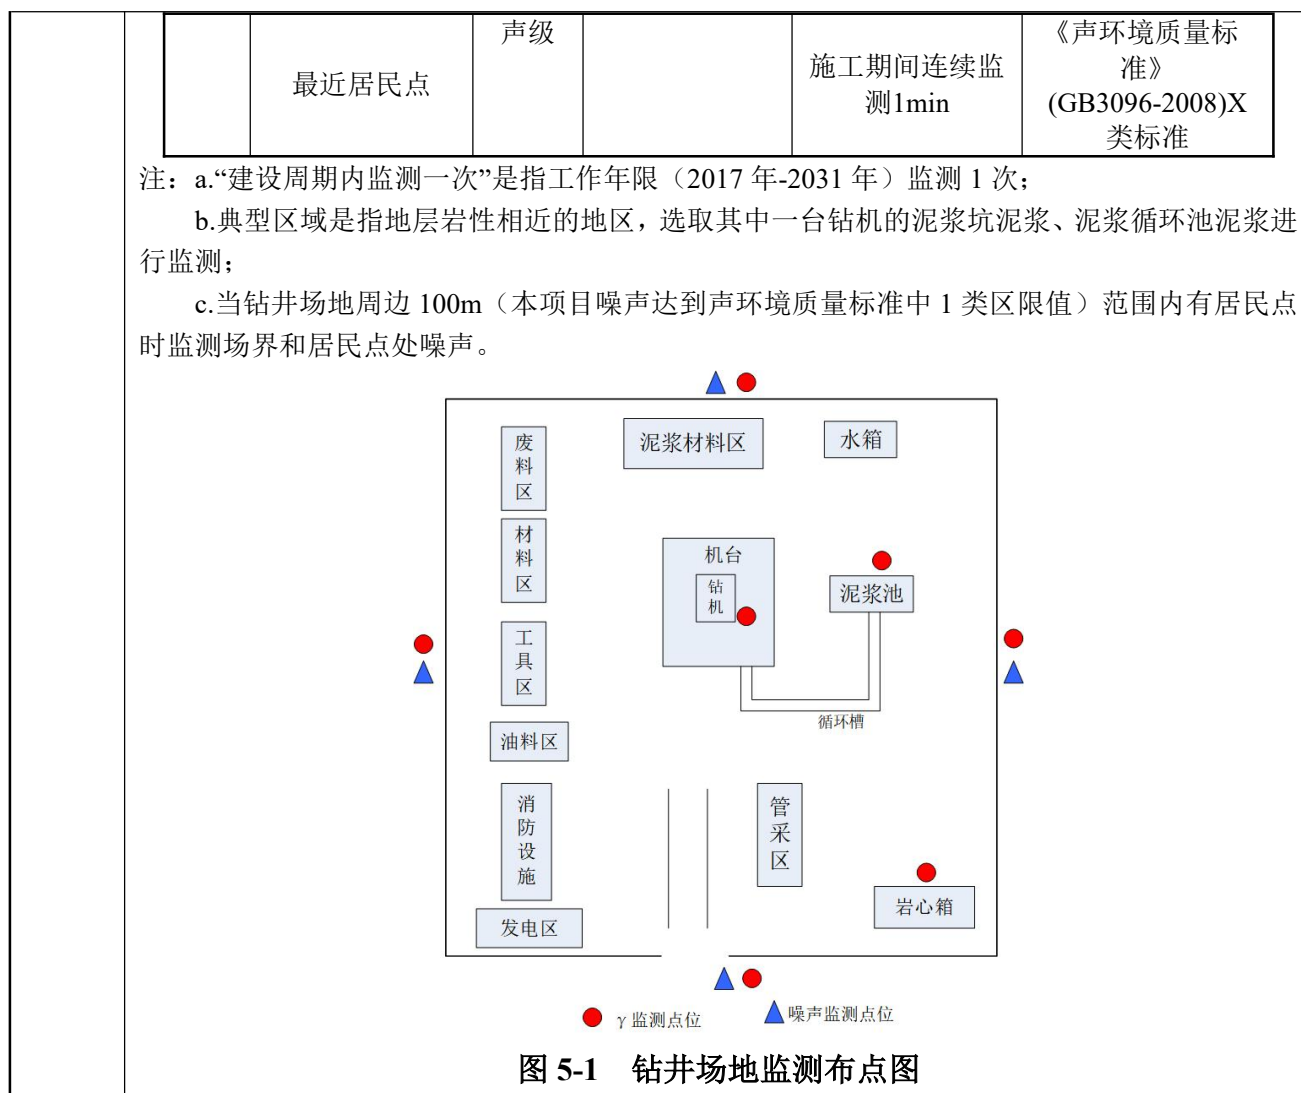 最近居民点
声级
施工期间连续监
测1min
《声环境质量标
准》
(GB3096-2008)X
类标准
注：a.“建设周期内监测一次”是指工作年限（2017 年-2031 年）监测 1 次；
b.典型区域是指地层岩性相近的地区，选取其中一台钻机的泥浆坑泥浆、泥浆循环池泥浆进
行监测；
c.当钻井场地周边 100m（本项目噪声达到声环境质量标准中 1 类区限值）范围内有居民点
时监测场界和居民点处噪声。
废料区
泥浆材料区
水箱
材料区
机台
钻机
泥浆池
工具区
循环槽
油料区
消防设施
管采区
岩心箱
发电区
γ 监测点位
噪声监测点位
图 5-1 钻井场地监测布点图